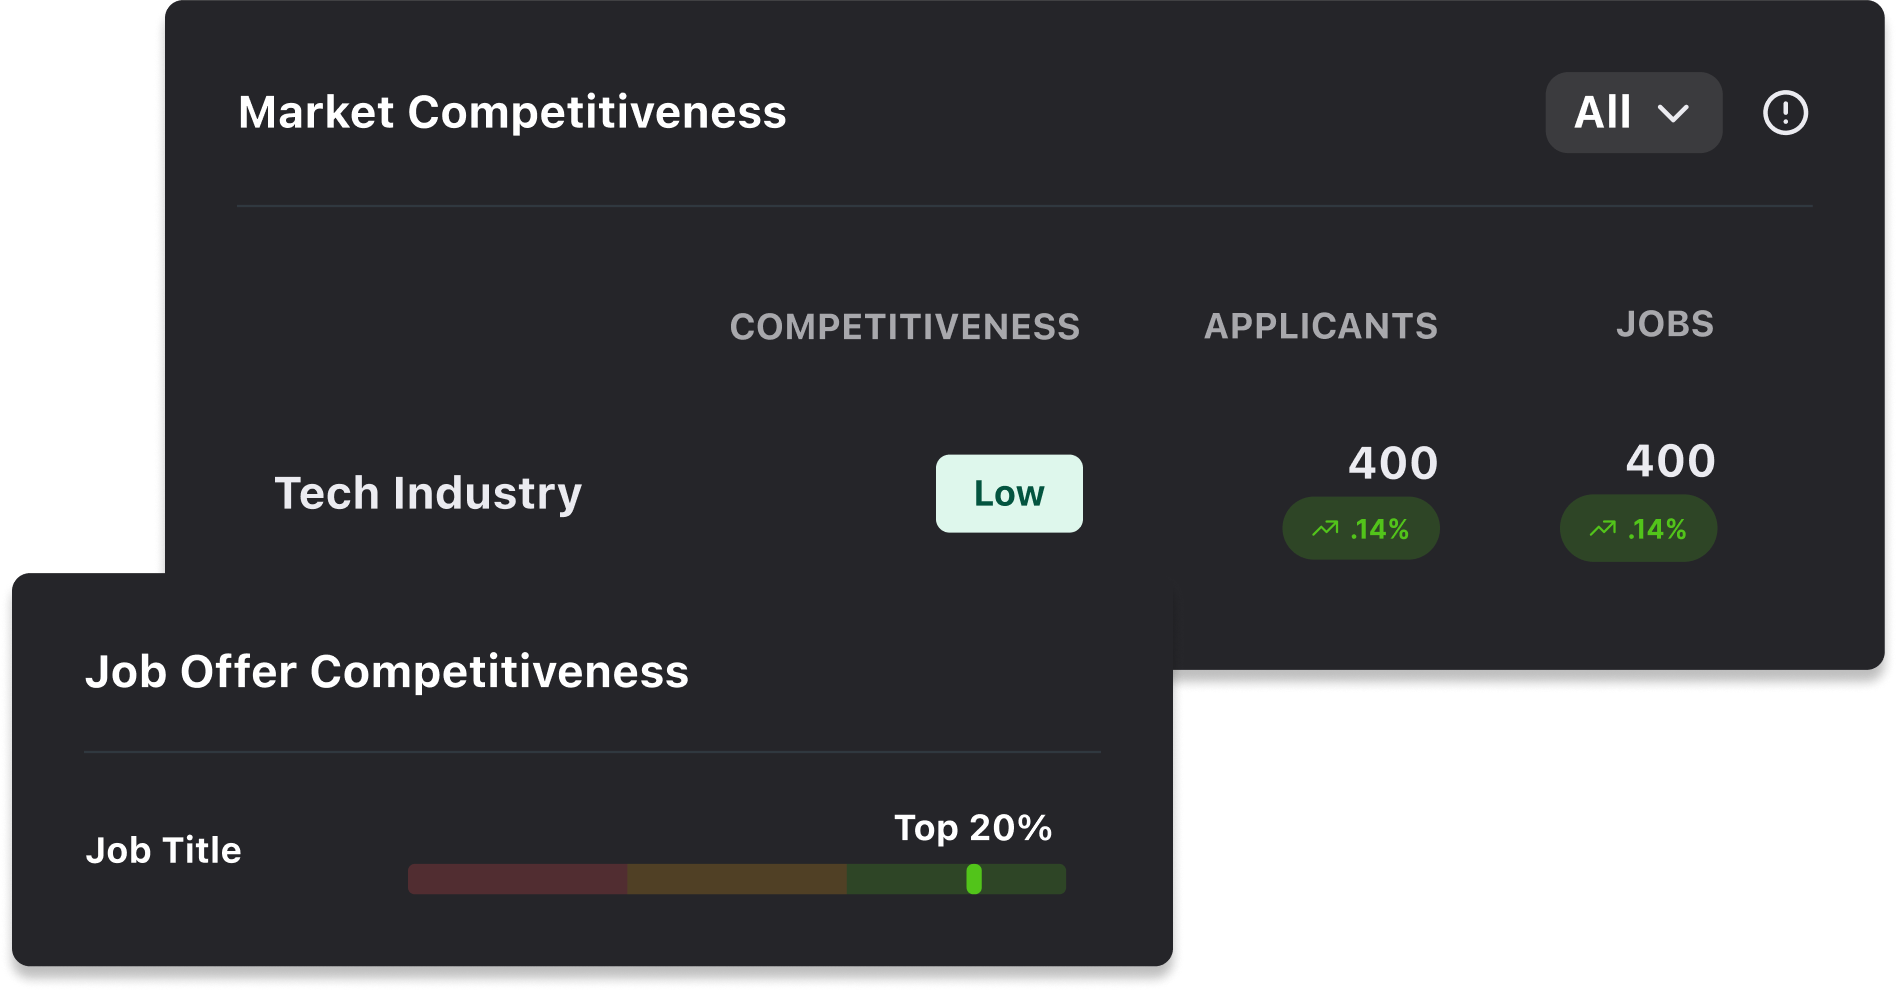 Market Competitiveness
All
COMPETITIVENESS APPLICANTS JOBS
Tech Industry Low 400 400
.14% .14%
Job Offer Competitiveness
Top 20%
Job Title